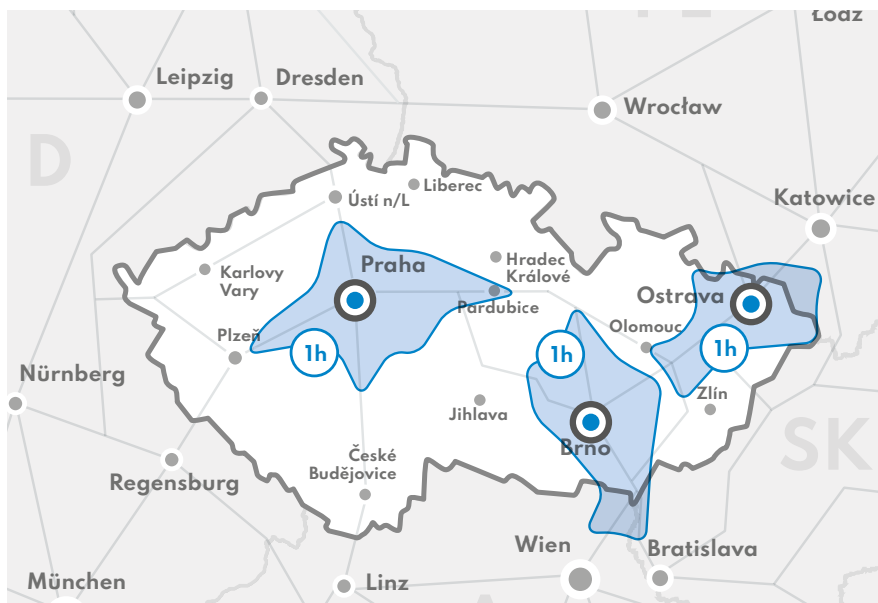 Łódź
Leipzig
Dresden
Wrocław
D
Liberec
Ústí n/L
Katowice
Praha
Hradec
Králové
Karlovy
Vary
Ostrava
Pardubice
Olomouc
Plzeň
1h
1h
1h
Nürnberg
Zlín
Jihlava
SK
Brno
České
Budějovice
Regensburg
Wien
Bratislava
München
Linz